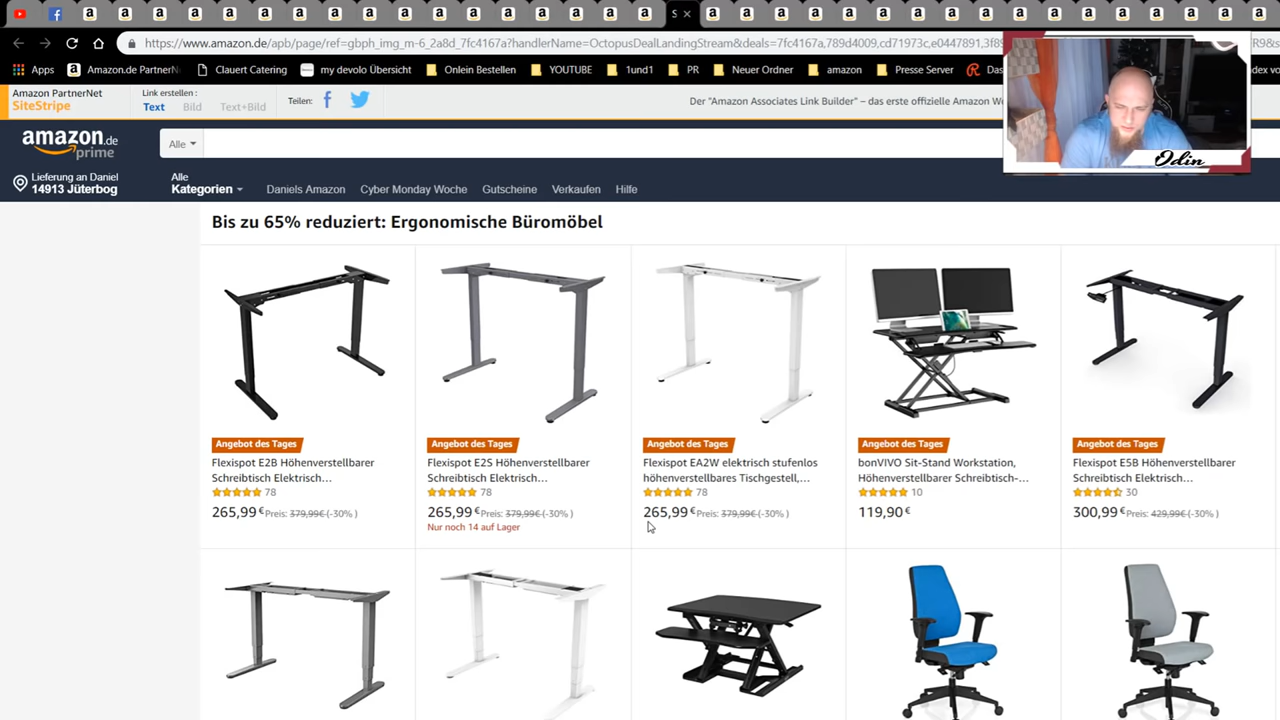 S
https://www.amazon.de/apb/page/ref=gbph_img_m-6_2a8d_7fc4167a?handlerName=OctopusDealLandingStream&deals=7fc4167a,789d4009,cd71973c,e0447891,3f89
Apps
Amazon.de PartnerN
Clauert Catering
my devolo Übersicht
Onlein Bestellen
YOUTUBE
1und1
PR
Neuer Ordner
amazon
Presse Server
Das
ndex vo
Amazon PartnerNet
SiteStripe
Link erstellen :
Text
Bild
Text+Bild
Teilen:
Der "Amazon Associates Link Builder" – das erste offizielle Amazon W
Odin
amazon.de
prime
Alle
Lieferung an Daniel
14913 Jüterbog
Alle
Kategorien
Daniels Amazon
Cyber Monday Woche
Gutscheine
Verkaufen
Hilfe
Bis zu 65% reduziert: Ergonomische Büromöbel
Angebot des Tages
Flexispot E2B Höhenverstellbarer
Schreibtisch Elektrisch…
78
265,99 € Preis: 379,99€ (-30% )
Angebot des Tages
Flexispot E2S Höhenverstellbarer
Schreibtisch Elektrisch…
78
265,99 € Preis: 379,99€ (-30% )
Nur noch 14 auf Lager
Angebot des Tages
Flexispot EA2W elektrisch stufenlos
höhenverstellbares Tischgestell,…
78
265,99 € Preis: 379,99€ (-30% )
Angebot des Tages
bonVIVO Sit-Stand Workstation,
Höhenverstellbarer Schreibtisch-…
10
119,90 €
Angebot des Tages
Flexispot E5B Höhenverstellbarer
Schreibtisch Elektrisch…
30
300,99 € Preis: 429,99€ (-30% )